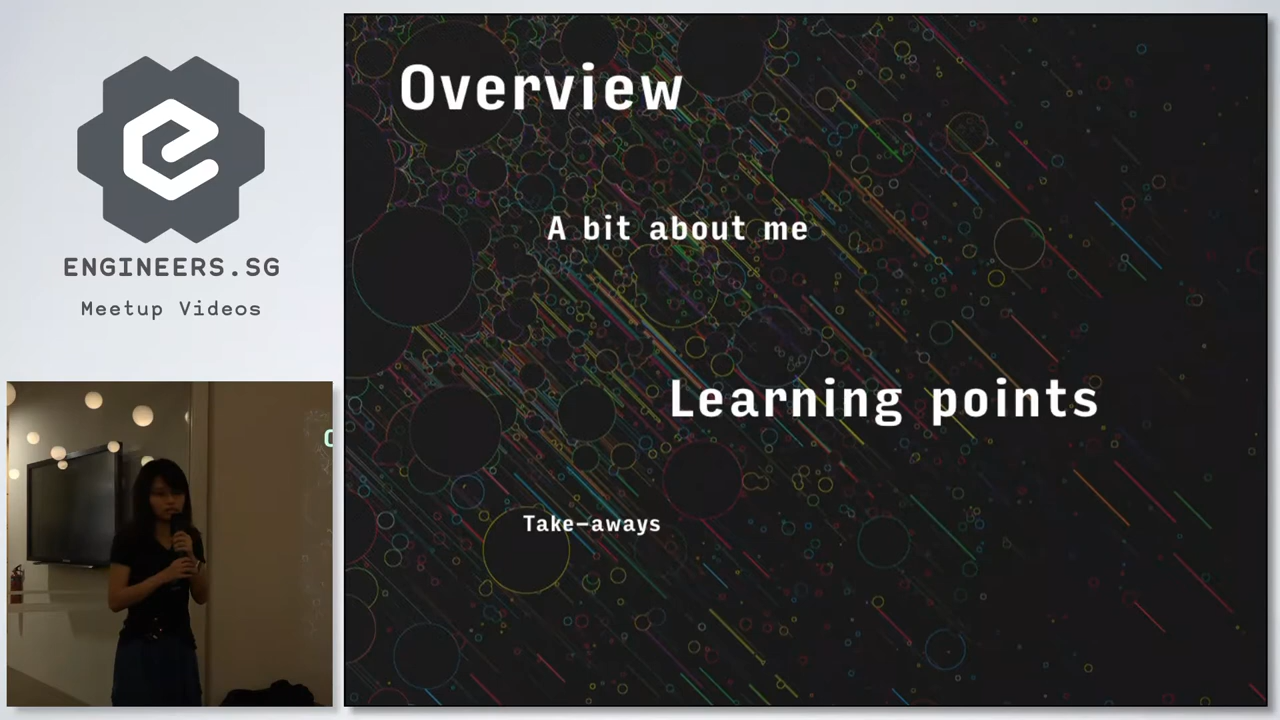 ENGINEERS.SG
Meetup Videos
Overview
A bit about me
Learning points
Take-aways